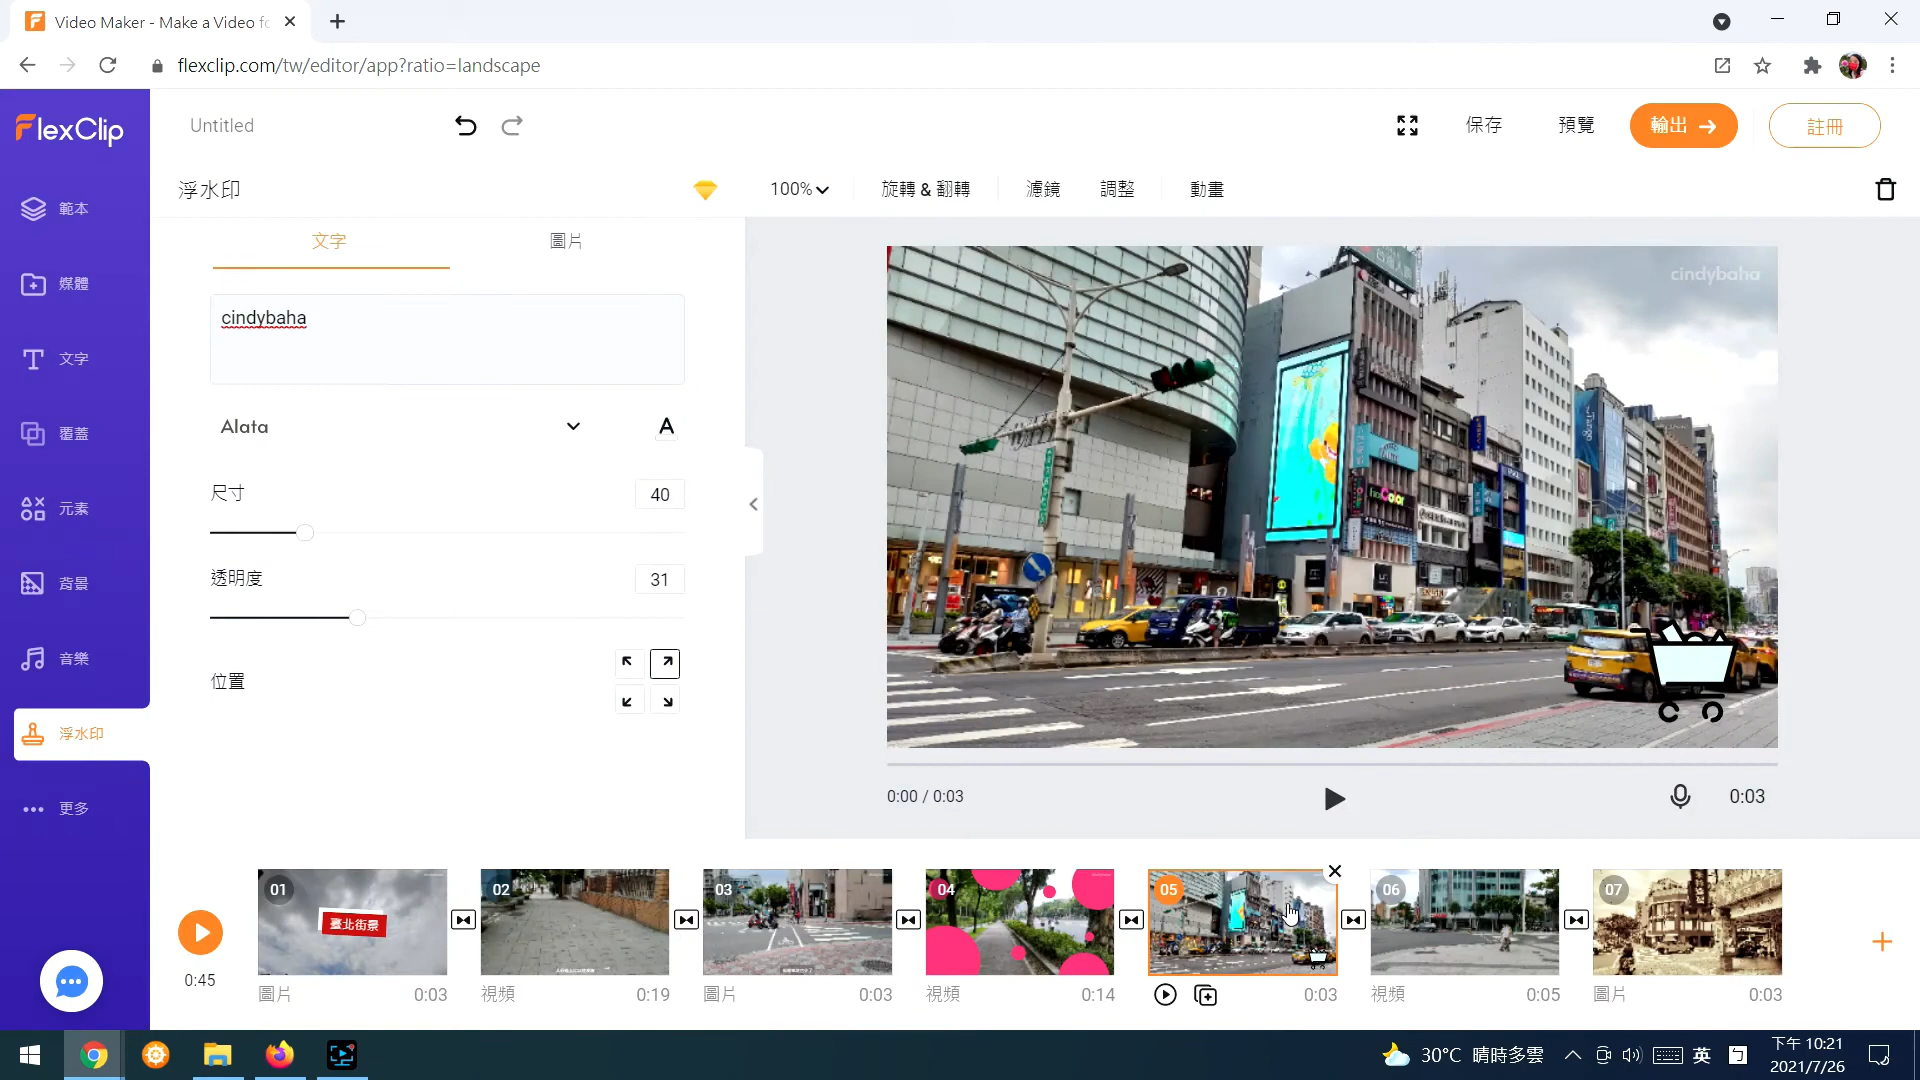 Video Maker - Make a Video fo
flexclip.com/tw/editor/app?ratio=landscape
FlexClip
Untitled
保存
預覽
輸出
註冊
浮水印
100%
旋轉 & 翻轉
濾鏡
調整
動畫
範本
媒體
文字
覆蓋
元素
背景
音樂
浮水印
更多
文字
圖片
cindybaha
Alata
A
尺寸
40
透明度
31
位置
cindybaha
0:00 / 0:03
0:03
0:45
01
臺北街景
圖片
0:03
02
視頻
0:19
03
圖片
0:03
04
視頻
0:14
05
0:03
06
視頻
0:05
07
圖片
0:03
30°C 晴時多雲
英
下午 10:21
2021/7/26